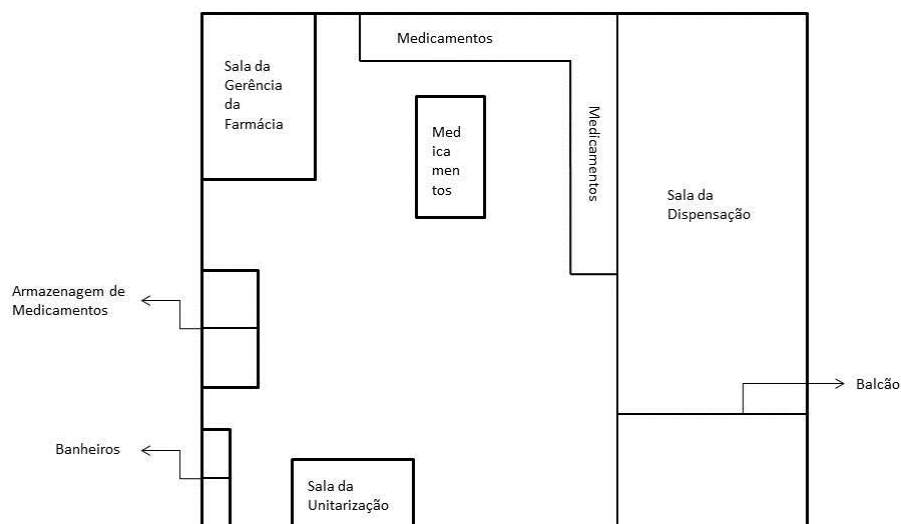 Medicamentos
Sala da
Gerência
da
Farmácia
Med
ica
men
tos
Medicamentos
Sala da
Dispensação
Armazenagem de
Medicamentos
Balcão
Banheiros
Sala da
Unitarização